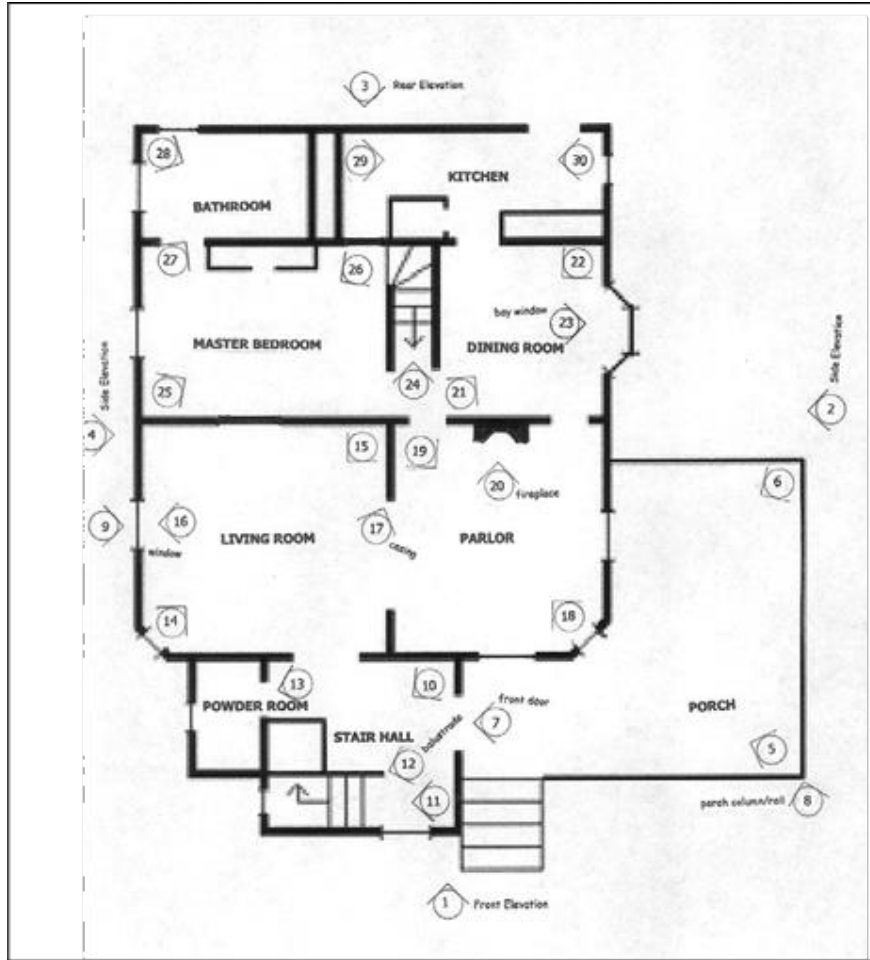 3 Rear Elevation
28
29
30
KITCHEN
BATHROOM
27
26
22
bay window
23
MASTER BEDROOM
DINING ROOM
Side Elevation
Side Elevation
25
24
21
2
4
15
19
6
20
fireplace
9
16
17
window
LIVING ROOM
casing
PARLOR
14
18
13
10
POWDER ROOM
front door
7
PORCH
STAIR HALL
balustrade
12
5
11
porch column/rail
8
1 Front Elevation